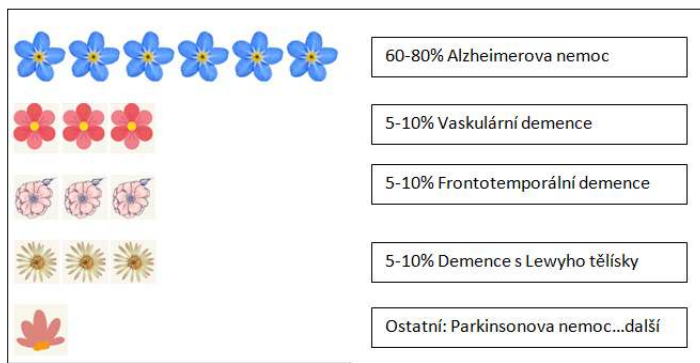 60-80% Alzheimerova nemoc
5-10% Vaskulární demence
5-10% Frontotemporální demence
5-10% Demence s Lewyho tělísky
Ostatní: Parkinsonova nemoc...další